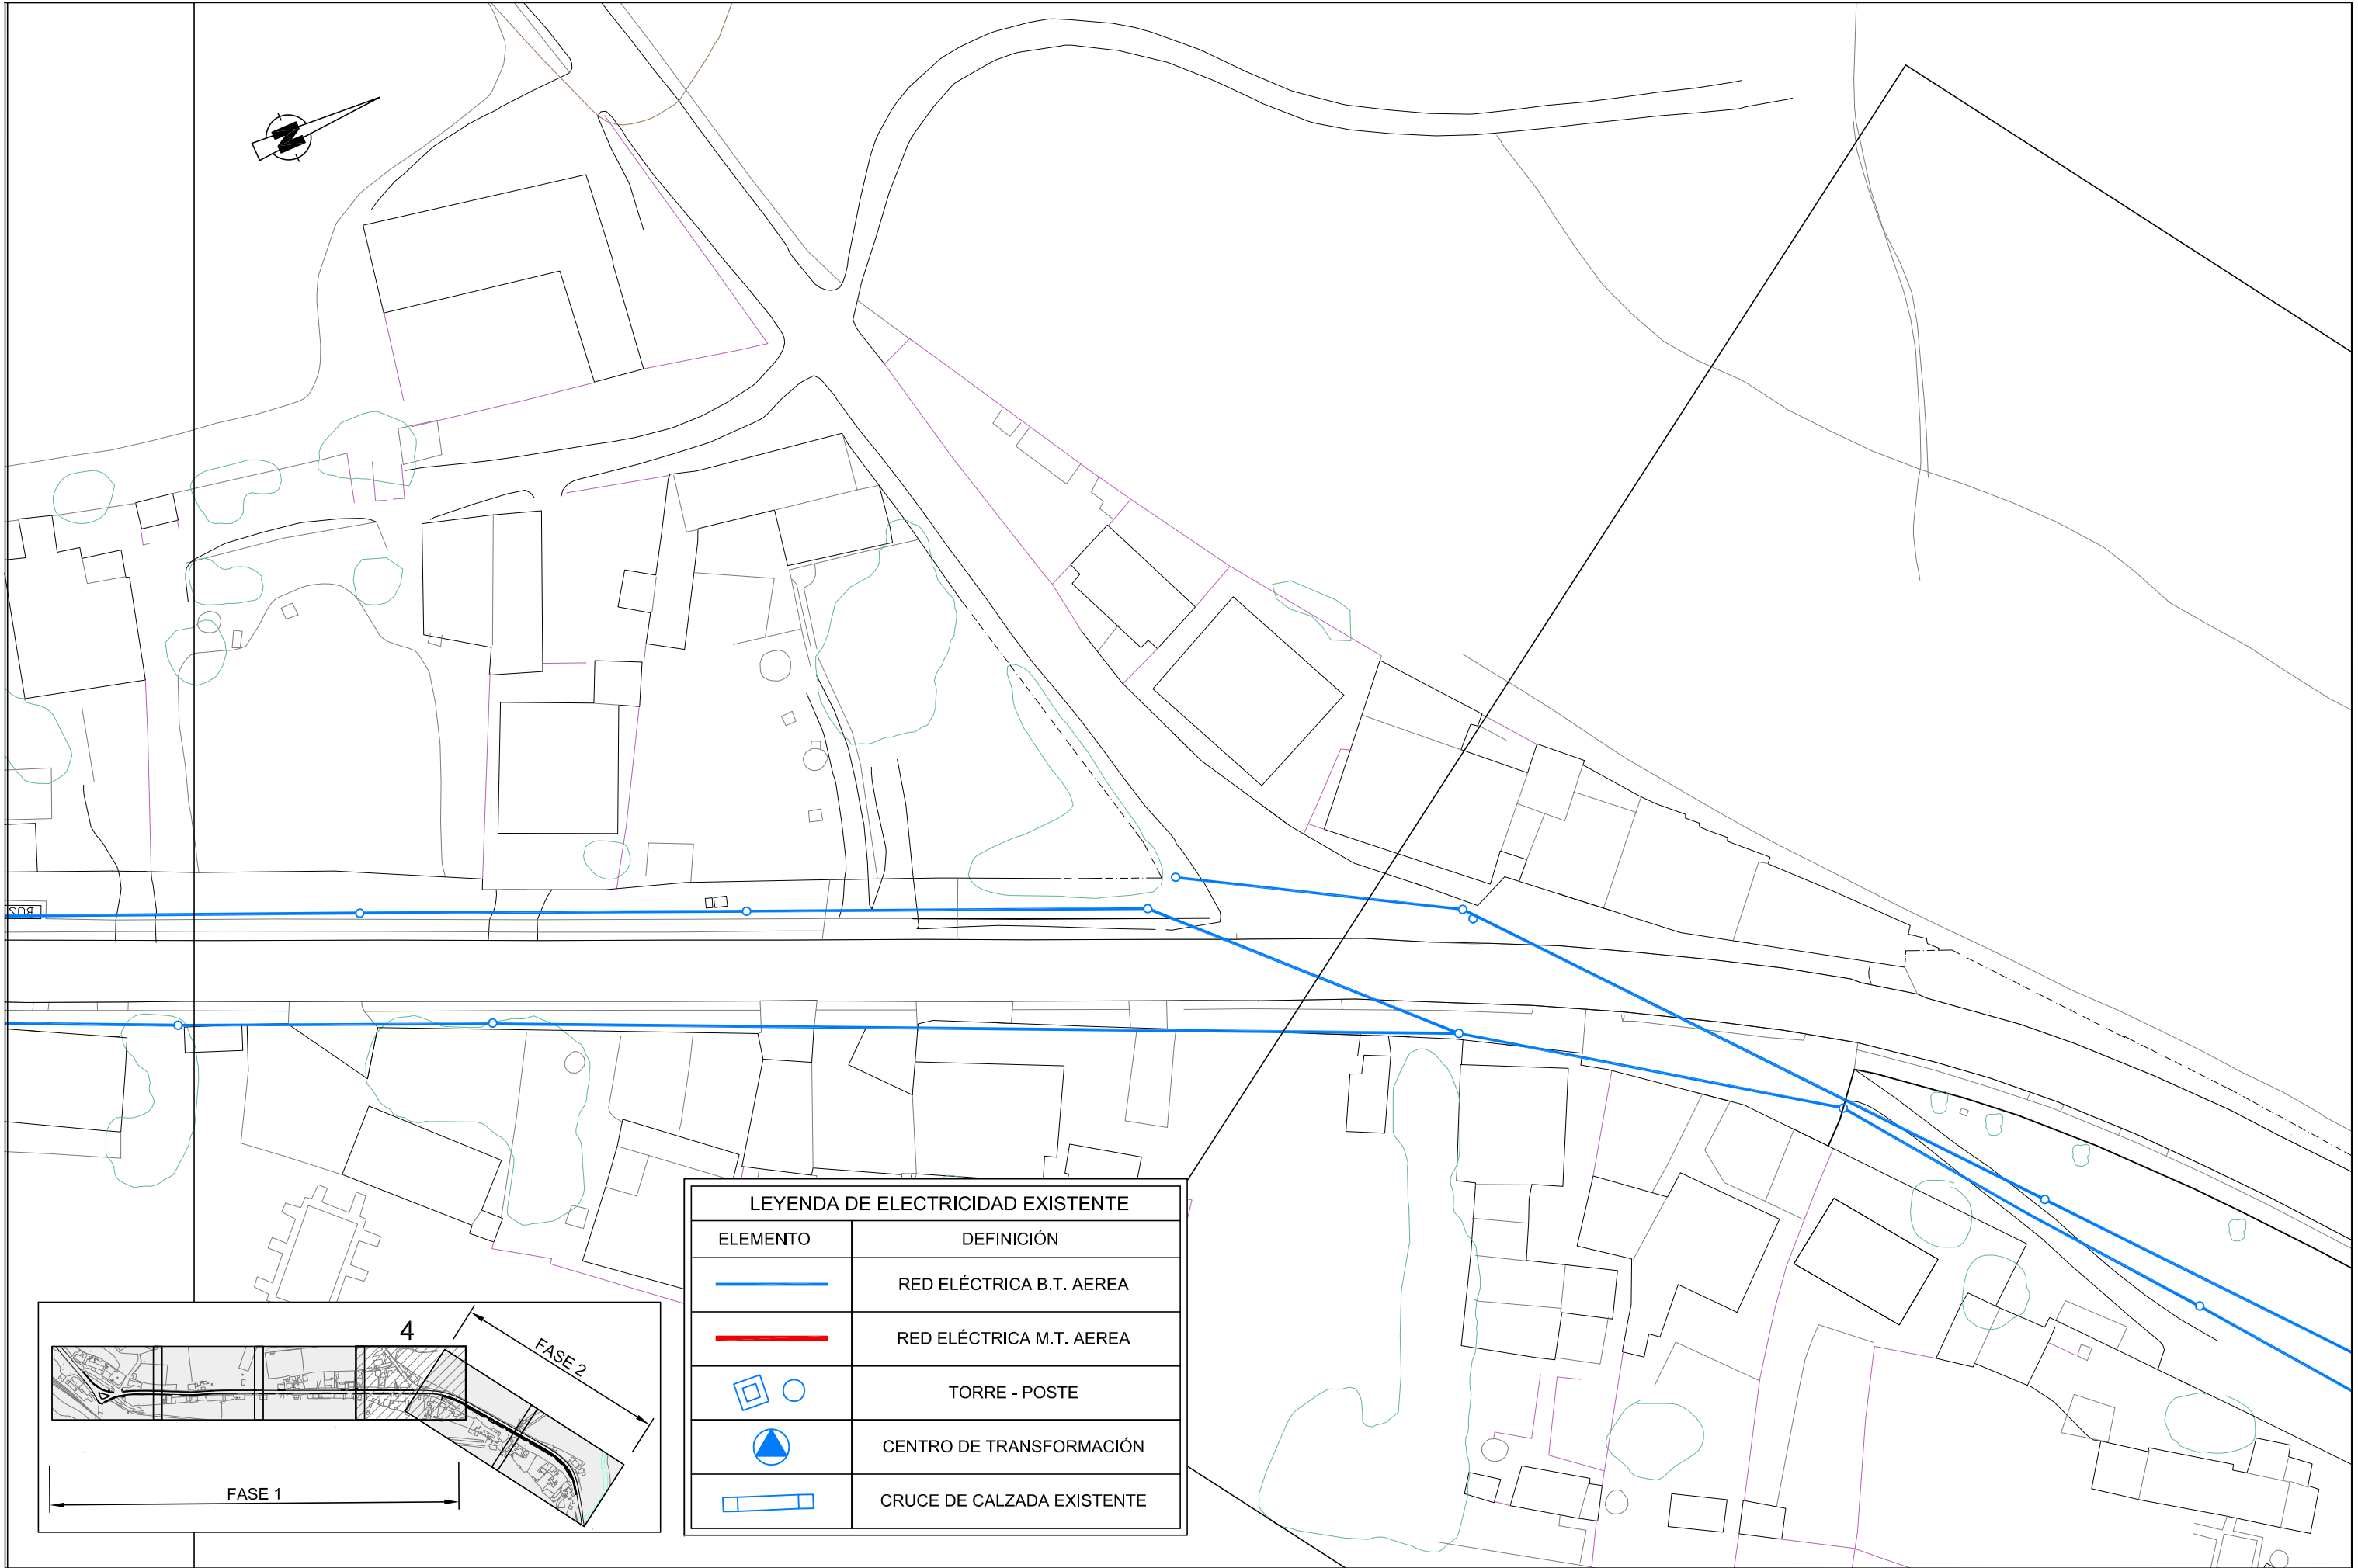 N
R02
LEYENDA DE ELECTRICIDAD EXISTENTE
ELEMENTO DEFINICIÓN
RED ELÉCTRICA B.T. AEREA
RED ELÉCTRICA M.T. AEREA
TORRE - POSTE
CENTRO DE TRANSFORMACIÓN
CRUCE DE CALZADA EXISTENTE
4
FASE 2
FASE 1